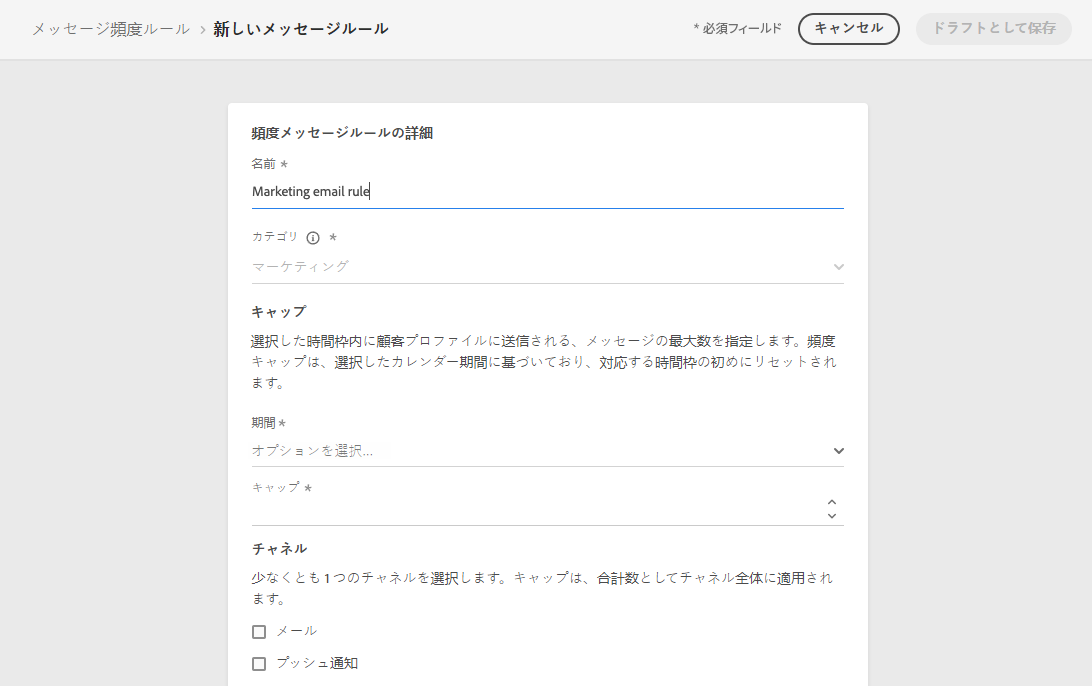 メッセージ頻度ルール › 新しいメッセージルール * 必須フィールド キャンセル ドラフトとして保存
頻度メッセージルールの詳細
名前 *
Marketing email rule
カテゴリ *
マーケティング
キャップ
選択した時間枠内に顧客プロファイルに送信される、メッセージの最大数を指定します。頻度
キャップは、選択したカレンダー期間に基づいており、対応する時間枠の初めにリセットされ
ます。
期間 *
オプションを選択...
キャップ *
チャネル
少なくとも 1 つのチャネルを選択します。キャップは、合計数としてチャネル全体に適用され
ます。
メール
プッシュ通知